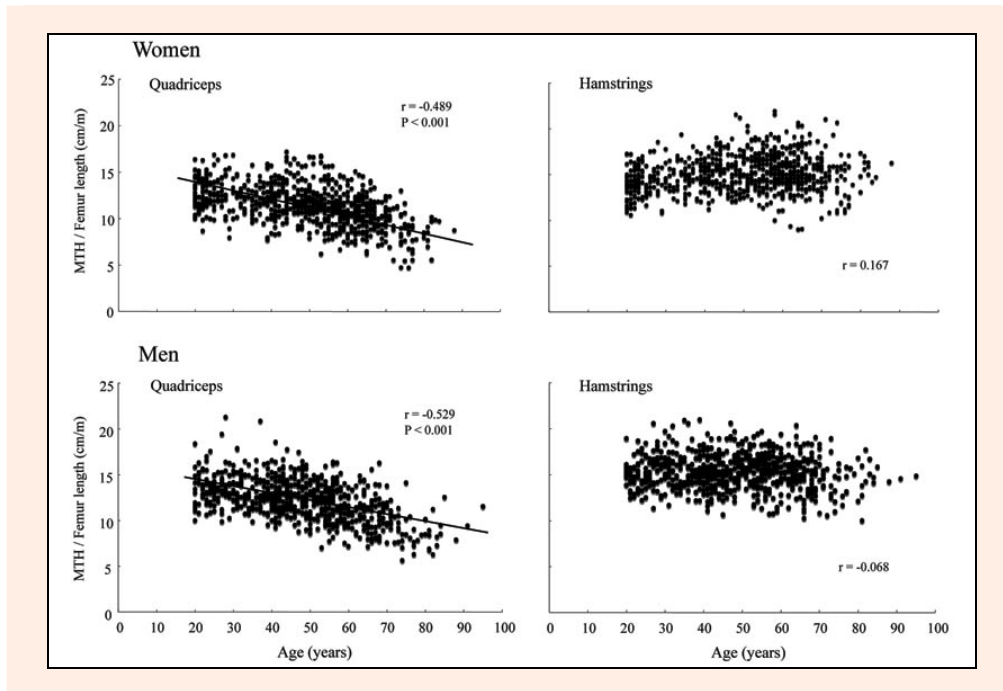 Women
Quadriceps
Hamstrings
r = -0.489
P < 0.001
r = 0.167
MTH / Femur length (cm/m)
25
20
15
10
5
0
Men
Quadriceps
Hamstrings
r = -0.529
P < 0.001
r = -0.068
MTH / Femur length (cm/m)
25
20
15
10
5
0
0 10 20 30 40 50 60 70 80 90 100
0 10 20 30 40 50 60 70 80 90 100
Age (years)
Age (years)